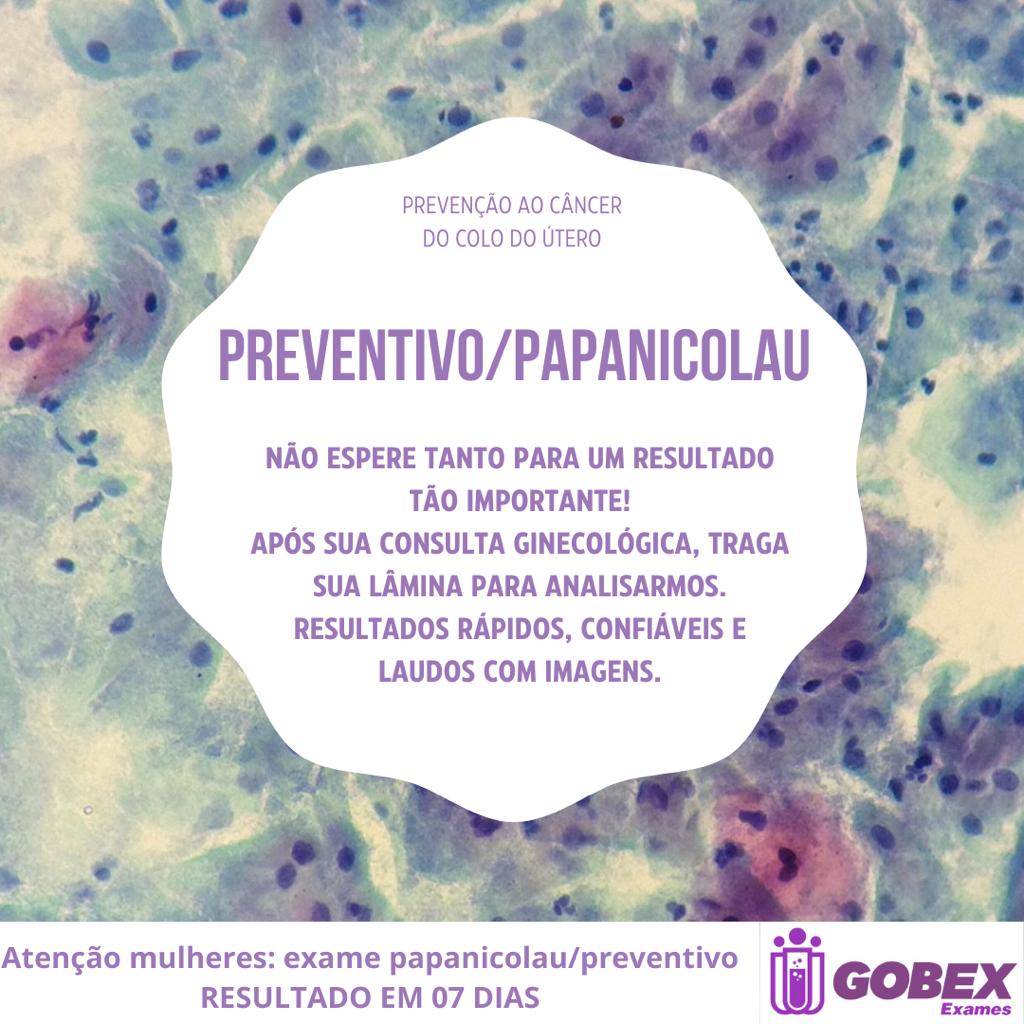 PREVENÇÃO AO CÂNCER
DO COLO DO ÚTERO
PREVENTIVO/PAPANICOLAU
NÃO ESPERE TANTO PARA UM RESULTADO
TÃO IMPORTANTE!
APÓS SUA CONSULTA GINECOLÓGICA, TRAGA
SUA LÂMINA PARA ANALISARMOS.
RESULTADOS RÁPIDOS, CONFIÁVEIS E
LAUDOS COM IMAGENS.
Atenção mulheres: exame papanicolau/preventivo
RESULTADO EM 07 DIAS
GOBEX
Exames